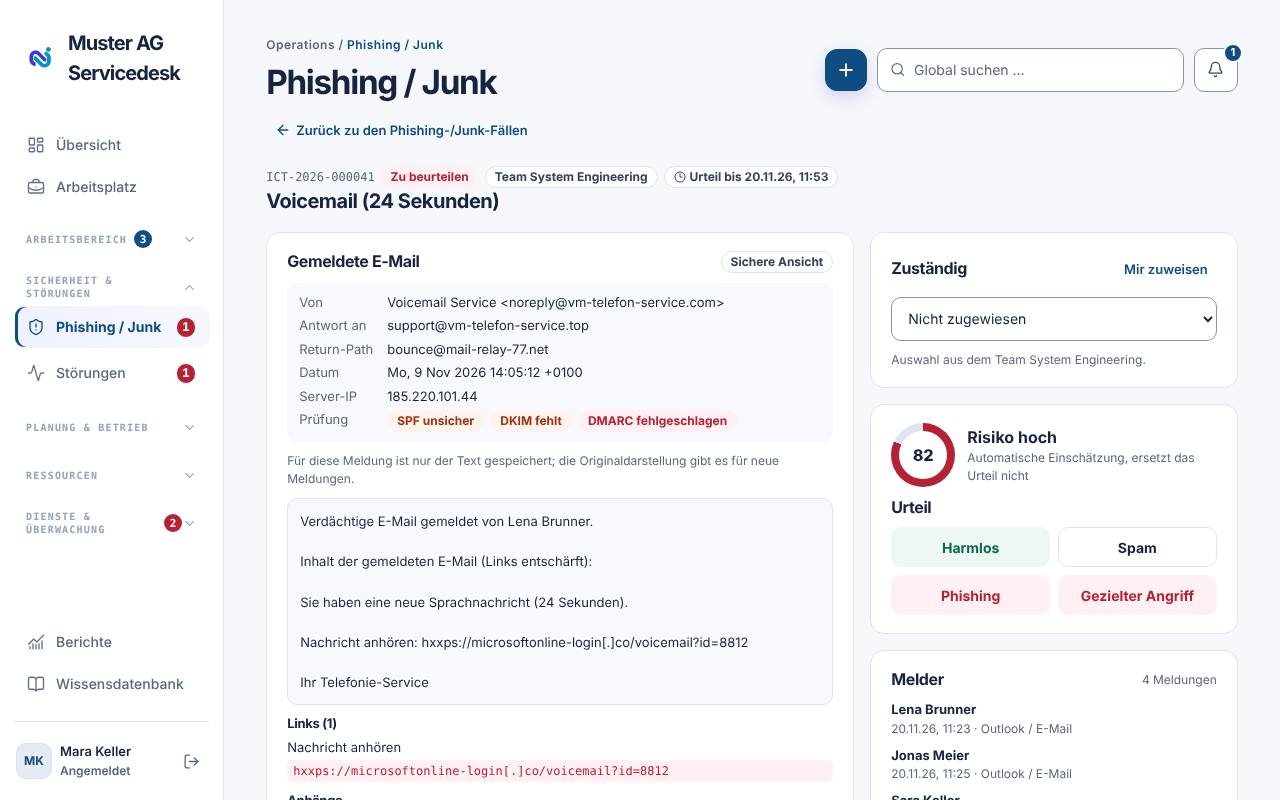 Muster AG
Servicedesk
Übersicht
Arbeitsplatz
ARBEITSBEREICH 3
SICHERHEIT &
STÖRUNGEN
Phishing / Junk 1
Störungen 1
PLANUNG & BETRIEB
RESSOURCEN
DIENSTE &
ÜBERWACHUNG 2
Berichte
Wissensdatenbank
MK Mara Keller
Angemeldet
Operations / Phishing / Junk
Phishing / Junk
Global suchen ...
1
Zurück zu den Phishing-/Junk-Fällen
ICT-2026-000041 Zu beurteilen Team System Engineering Urteil bis 20.11.26, 11:53
Voicemail (24 Sekunden)
Gemeldete E-Mail Sichere Ansicht
Von Voicemail Service <noreply@vm-telefon-service.com>
Antwort an support@vm-telefon-service.top
Return-Path bounce@mail-relay-77.net
Datum Mo, 9 Nov 2026 14:05:12 +0100
Server-IP 185.220.101.44
Prüfung SPF unsicher DKIM fehlt DMARC fehlgeschlagen
Für diese Meldung ist nur der Text gespeichert; die Originaldarstellung gibt es für neue
Meldungen.
Verdächtige E-Mail gemeldet von Lena Brunner.
Inhalt der gemeldeten E-Mail (Links entschärft):
Sie haben eine neue Sprachnachricht (24 Sekunden).
Nachricht anhören: hxxps://microsoftonline-login[.]co/voicemail?id=8812
Ihr Telefonie-Service
Links (1)
Nachricht anhören
hxxps://microsoftonline-login[.]co/voicemail?id=8812
Anhänge
Zuständig Mir zuweisen
Nicht zugewiesen
Auswahl aus dem Team System Engineering.
82
Risiko hoch
Automatische Einschätzung, ersetzt das
Urteil nicht
Urteil
Harmlos Spam
Phishing Gezielter Angriff
Melder 4 Meldungen
Lena Brunner
20.11.26, 11:23 · Outlook / E-Mail
Jonas Meier
20.11.26, 11:25 · Outlook / E-Mail
Sara Keller